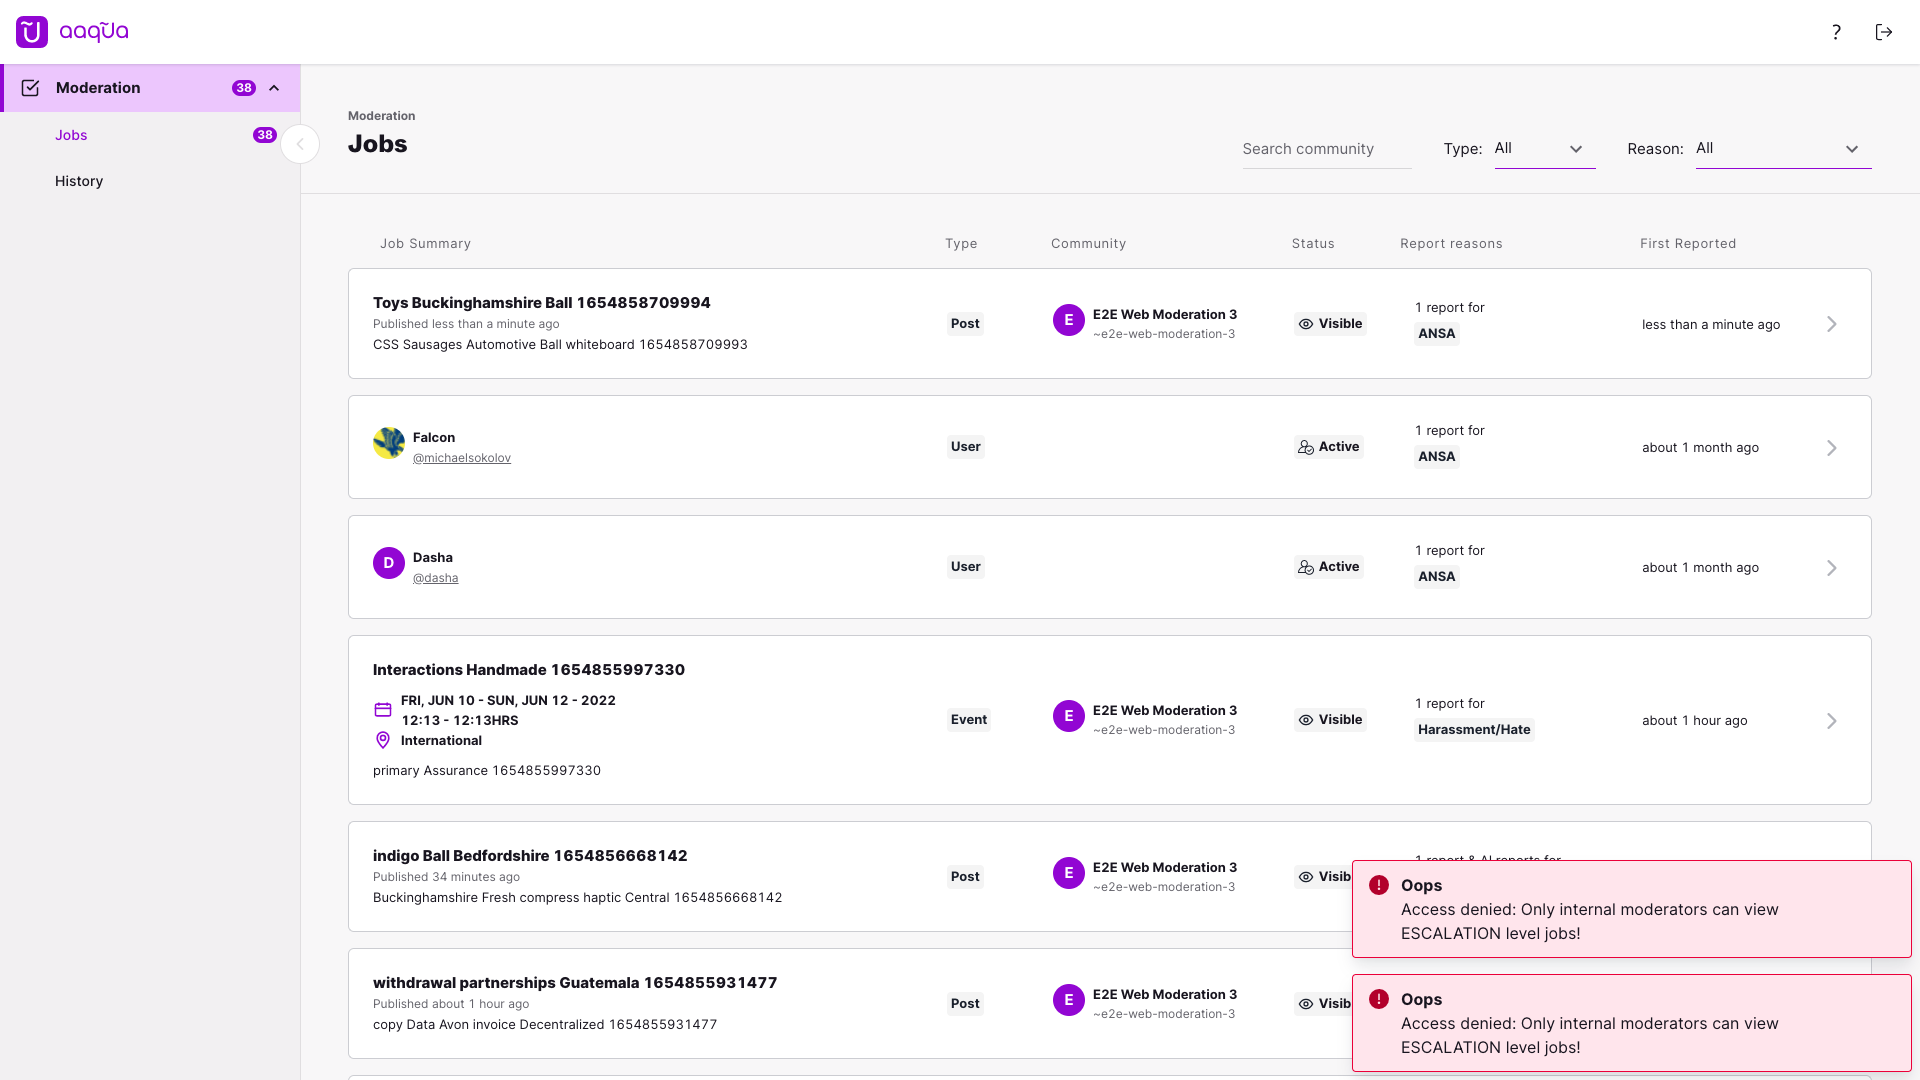 aaqũa
?
Moderation
38
Jobs
38
History
Moderation
Jobs
Search community
Type: All
Reason: All
Job Summary
Type
Community
Status
Report reasons
First Reported
Toys Buckinghamshire Ball 1654858709994
Published less than a minute ago
CSS Sausages Automotive Ball whiteboard 1654858709993
Post
E
E2E Web Moderation 3
~e2e-web-moderation-3
Visible
1 report for
ANSA
less than a minute ago
Falcon
@michaelsokolov
User
Active
1 report for
ANSA
about 1 month ago
D
Dasha
@dasha
User
Active
1 report for
ANSA
about 1 month ago
Interactions Handmade 1654855997330
FRI, JUN 10 - SUN, JUN 12 - 2022
12:13 - 12:13HRS
International
primary Assurance 1654855997330
Event
E
E2E Web Moderation 3
~e2e-web-moderation-3
Visible
1 report for
Harassment/Hate
about 1 hour ago
indigo Ball Bedfordshire 1654856668142
Published 34 minutes ago
Buckinghamshire Fresh compress haptic Central 1654856668142
Post
E
E2E Web Moderation 3
~e2e-web-moderation-3
Visib
1 report & AI reports for
withdrawal partnerships Guatemala 1654855931477
Published about 1 hour ago
copy Data Avon invoice Decentralized 1654855931477
Post
E
E2E Web Moderation 3
~e2e-web-moderation-3
Visib
Oops
Access denied: Only internal moderators can view
ESCALATION level jobs!
Oops
Access denied: Only internal moderators can view
ESCALATION level jobs!